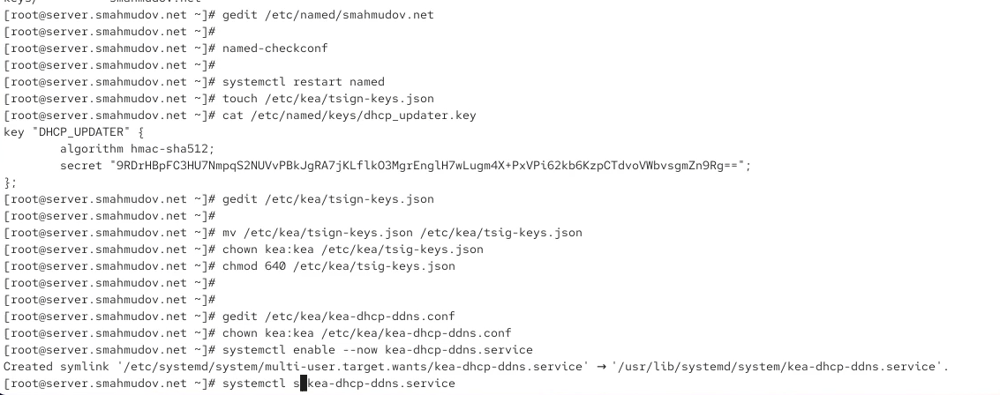 keys/ smahmudov.net
[root@server.smahmudov.net ~]# gedit /etc/named/smahmudov.net
[root@server.smahmudov.net ~]#
[root@server.smahmudov.net ~]# named-checkconf
[root@server.smahmudov.net ~]#
[root@server.smahmudov.net ~]# systemctl restart named
[root@server.smahmudov.net ~]# touch /etc/kea/tsign-keys.json
[root@server.smahmudov.net ~]# cat /etc/named/keys/dhcp_updater.key
key "DHCP_UPDATER" {
        algorithm hmac-sha512;
        secret "9RDrHBpFC3HU7NmpqS2NUVvPBkJgRA7jKLflkO3MgrEnglH7wLugm4X+PxVPi62kb6KzpCTdvoVWbvsgmZn9Rg==";
};
[root@server.smahmudov.net ~]# gedit /etc/kea/tsign-keys.json
[root@server.smahmudov.net ~]#
[root@server.smahmudov.net ~]# mv /etc/kea/tsign-keys.json /etc/kea/tsig-keys.json
[root@server.smahmudov.net ~]# chown kea:kea /etc/kea/tsig-keys.json
[root@server.smahmudov.net ~]# chmod 640 /etc/kea/tsig-keys.json
[root@server.smahmudov.net ~]#
[root@server.smahmudov.net ~]#
[root@server.smahmudov.net ~]# gedit /etc/kea/kea-dhcp-ddns.conf
[root@server.smahmudov.net ~]# chown kea:kea /etc/kea/kea-dhcp-ddns.conf
[root@server.smahmudov.net ~]# systemctl enable --now kea-dhcp-ddns.service
Created symlink '/etc/systemd/system/multi-user.target.wants/kea-dhcp-ddns.service' → '/usr/lib/systemd/system/kea-dhcp-ddns.service'.
[root@server.smahmudov.net ~]# systemctl s kea-dhcp-ddns.service